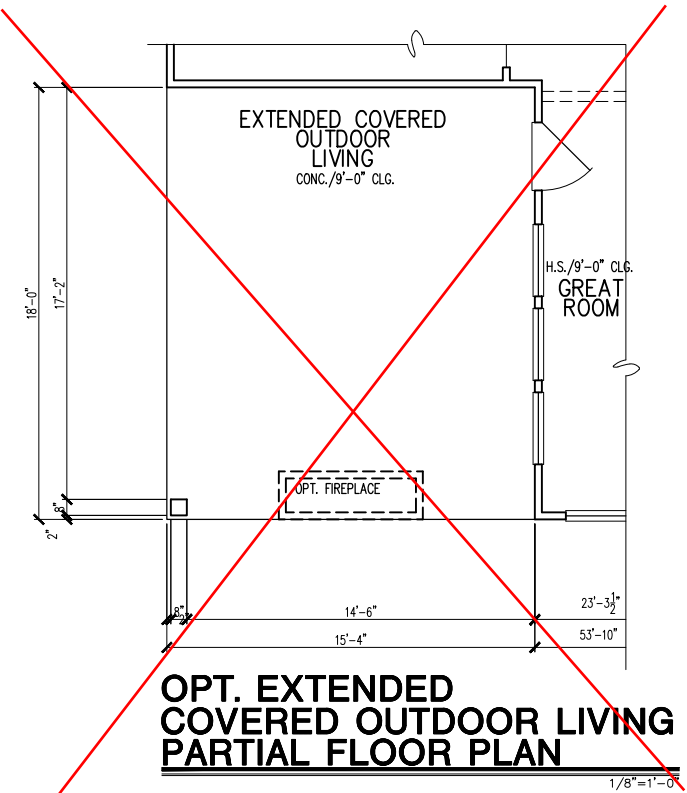 EXTENDED COVERED
OUTDOOR
LIVING
CONC./9'-0" CLG.
H.S./9'-0" CLG.
GREAT
ROOM
18'-0"
17'-2"
OPT. FIREPLACE
8"
2"
8"
2"
14'-6"
23'-3½"
15'-4"
53'-10"
OPT. EXTENDED
COVERED OUTDOOR LIVING
PARTIAL FLOOR PLAN
1/8"=1'-0"